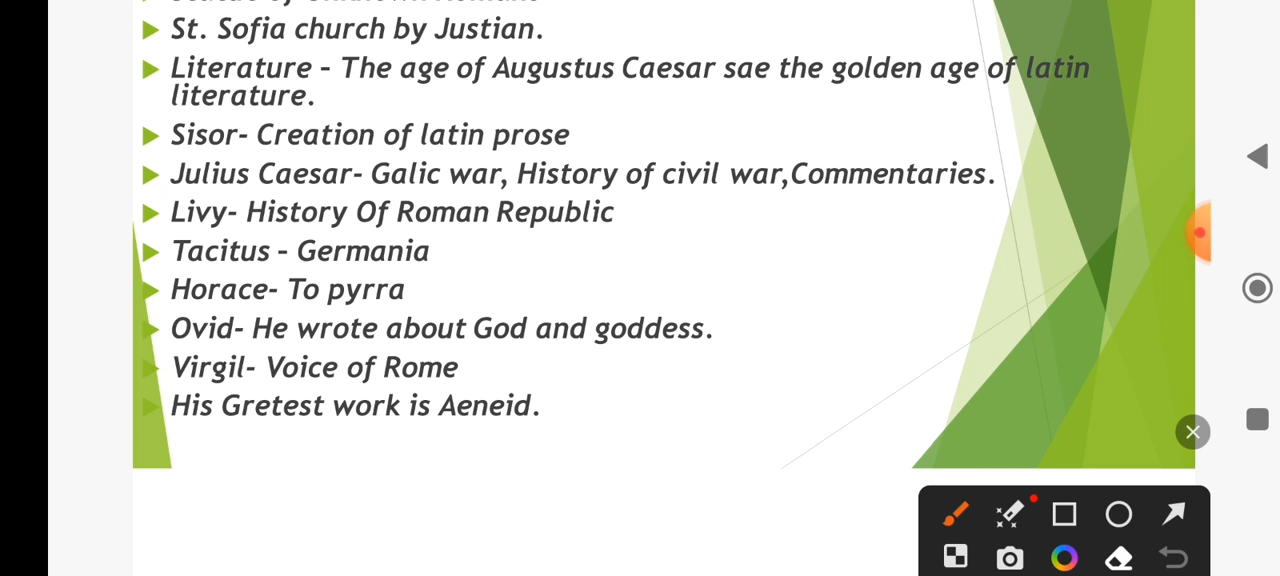 St. Sofia church by Justian.
Literature – The age of Augustus Caesar sae the golden age of latin
literature.
Sisor- Creation of latin prose
Julius Caesar- Galic war, History of civil war,Commentaries.
Livy- History Of Roman Republic
Tacitus – Germania
Horace- To pyrra
Ovid- He wrote about God and goddess.
Virgil- Voice of Rome
His Gretest work is Aeneid.